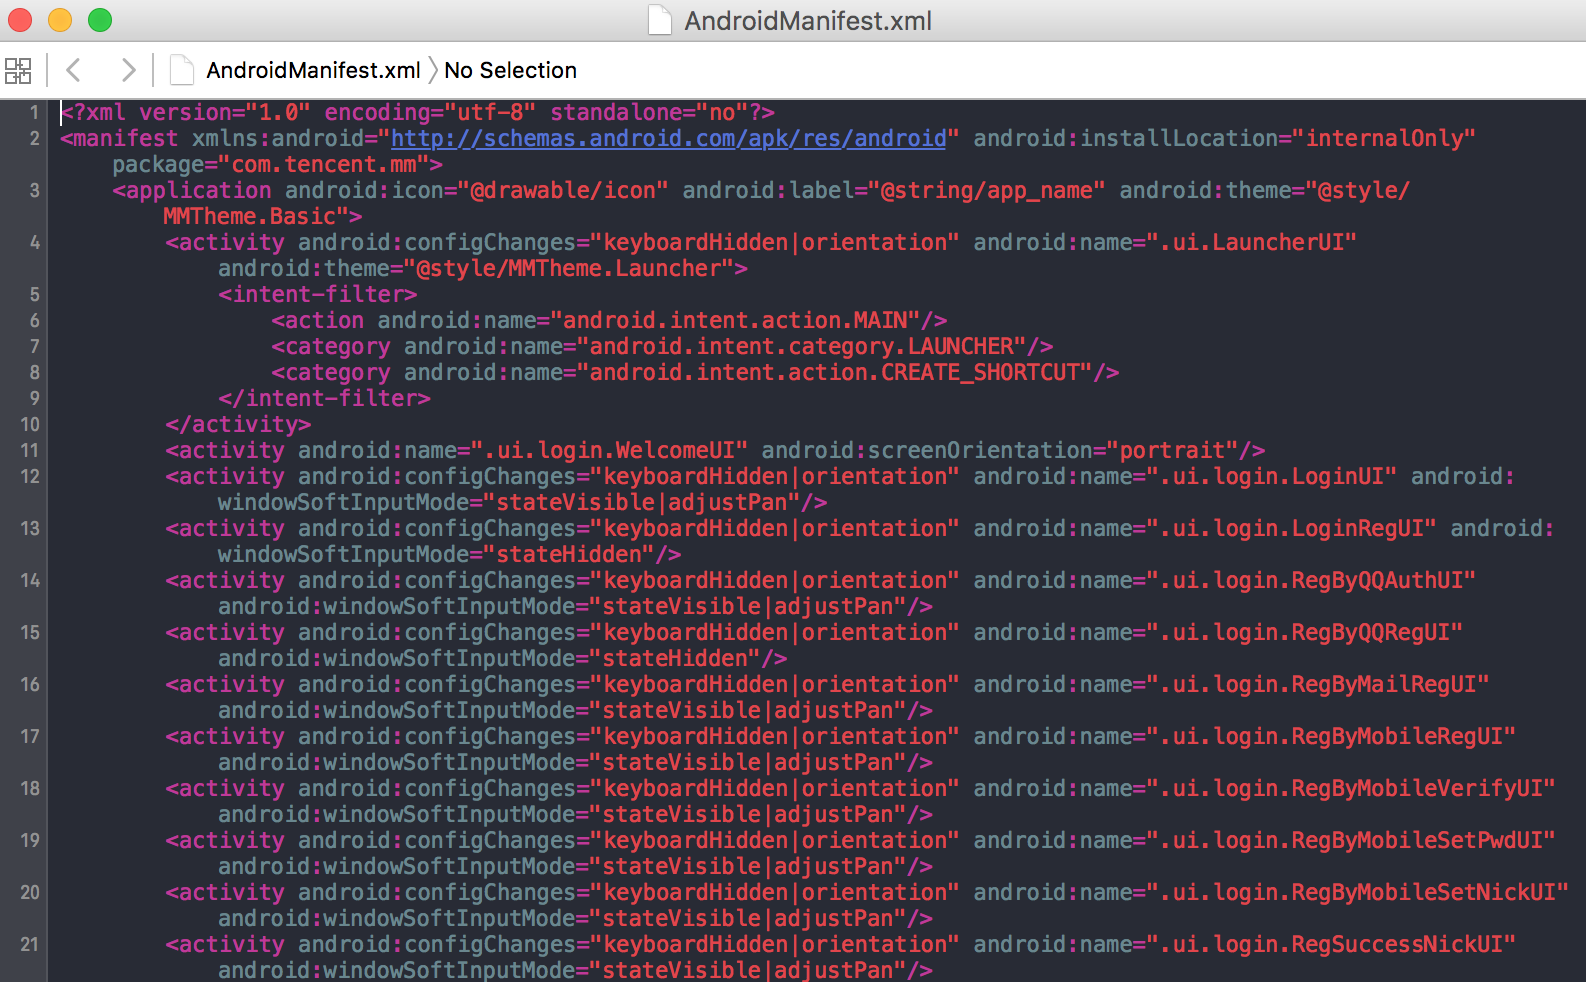 AndroidManifest.xml
AndroidManifest.xml No Selection
1 <?xml version="1.0" encoding="utf-8" standalone="no"?>
2 <manifest xmlns:android="http://schemas.android.com/apk/res/android" android:installLocation="internalOnly"
package="com.tencent.mm">
3 <application android:icon="@drawable/icon" android:label="@string/app_name" android:theme="@style/
MMTheme.Basic">
4 <activity android:configChanges="keyboardHidden|orientation" android:name=".ui.LauncherUI"
android:theme="@style/MMTheme.Launcher">
5 <intent-filter>
6 <action android:name="android.intent.action.MAIN"/>
7 <category android:name="android.intent.category.LAUNCHER"/>
8 <category android:name="android.intent.action.CREATE_SHORTCUT"/>
9 </intent-filter>
10 </activity>
11 <activity android:name=".ui.login.WelcomeUI" android:screenOrientation="portrait"/>
12 <activity android:configChanges="keyboardHidden|orientation" android:name=".ui.login.LoginUI" android:
windowSoftInputMode="stateVisible|adjustPan"/>
13 <activity android:configChanges="keyboardHidden|orientation" android:name=".ui.login.LoginRegUI" android:
windowSoftInputMode="stateHidden"/>
14 <activity android:configChanges="keyboardHidden|orientation" android:name=".ui.login.RegByQQAuthUI"
android:windowSoftInputMode="stateVisible|adjustPan"/>
15 <activity android:configChanges="keyboardHidden|orientation" android:name=".ui.login.RegByQQRegUI"
android:windowSoftInputMode="stateHidden"/>
16 <activity android:configChanges="keyboardHidden|orientation" android:name=".ui.login.RegByMailRegUI"
android:windowSoftInputMode="stateVisible|adjustPan"/>
17 <activity android:configChanges="keyboardHidden|orientation" android:name=".ui.login.RegByMobileRegUI"
android:windowSoftInputMode="stateVisible|adjustPan"/>
18 <activity android:configChanges="keyboardHidden|orientation" android:name=".ui.login.RegByMobileVerifyUI"
android:windowSoftInputMode="stateVisible|adjustPan"/>
19 <activity android:configChanges="keyboardHidden|orientation" android:name=".ui.login.RegByMobileSetPwdUI"
android:windowSoftInputMode="stateVisible|adjustPan"/>
20 <activity android:configChanges="keyboardHidden|orientation" android:name=".ui.login.RegByMobileSetNickUI"
android:windowSoftInputMode="stateVisible|adjustPan"/>
21 <activity android:configChanges="keyboardHidden|orientation" android:name=".ui.login.RegSuccessNickUI"
android:windowSoftInputMode="stateVisible|adjustPan"/>